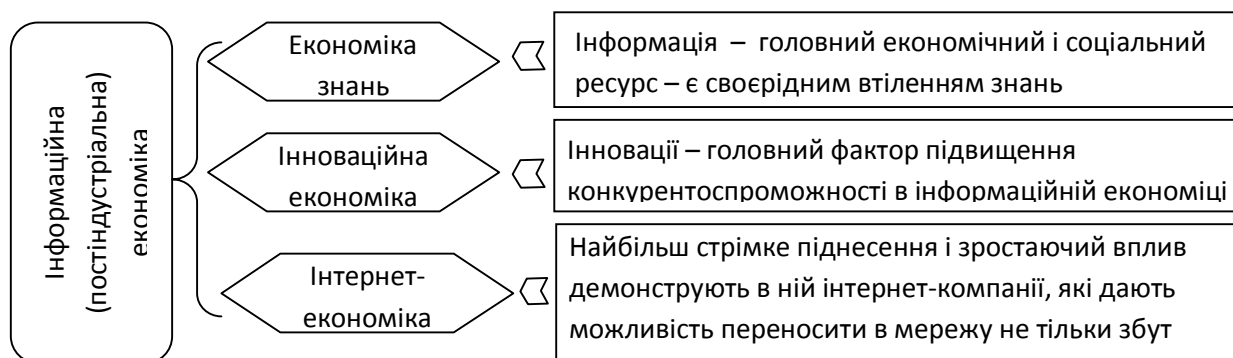 Інформаційна
(постіндустріальна)
економіка
Економіка
знань
Інформація – головний економічний і соціальний
ресурс – є своєрідним втіленням знань
Інноваційна
економіка
Інновації – головний фактор підвищення
конкурентоспроможності в інформаційній економіці
Інтернет-
економіка
Найбільш стрімке піднесення і зростаючий вплив
демонструють в ній інтернет-компанії, які дають
можливість переносити в мережу не тільки збут